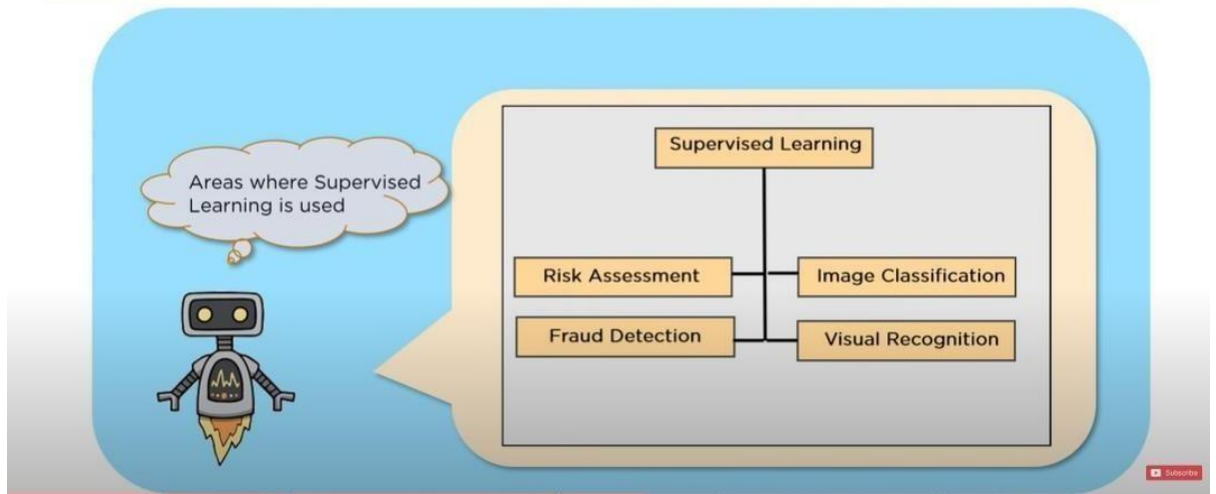 Areas where Supervised
Learning is used
Supervised Learning
Risk Assessment
Image Classification
Fraud Detection
Visual Recognition
Subscribe